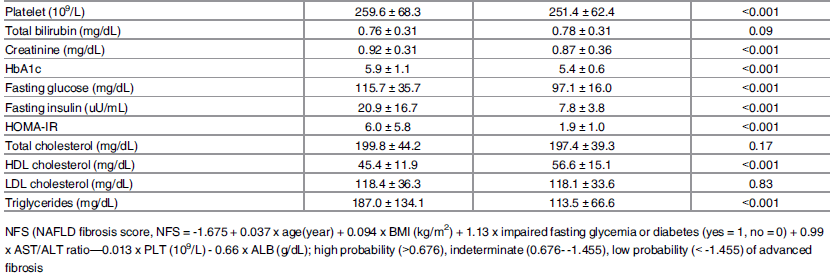 Platelet (10⁹/L) 259.6 ± 68.3 251.4 ± 62.4 <0.001
Total bilirubin (mg/dL) 0.76 ± 0.31 0.78 ± 0.31 0.09
Creatinine (mg/dL) 0.92 ± 0.31 0.87 ± 0.36 <0.001
HbA1c 5.9 ± 1.1 5.4 ± 0.6 <0.001
Fasting glucose (mg/dL) 115.7 ± 35.7 97.1 ± 16.0 <0.001
Fasting insulin (uU/mL) 20.9 ± 16.7 7.8 ± 3.8 <0.001
HOMA-IR 6.0 ± 5.8 1.9 ± 1.0 <0.001
Total cholesterol (mg/dL) 199.8 ± 44.2 197.4 ± 39.3 0.17
HDL cholesterol (mg/dL) 45.4 ± 11.9 56.6 ± 15.1 <0.001
LDL cholesterol (mg/dL) 118.4 ± 36.3 118.1 ± 33.6 0.83
Triglycerides (mg/dL) 187.0 ± 134.1 113.5 ± 66.6 <0.001
NFS (NAFLD fibrosis score, NFS = -1.675 + 0.037 x age(year) + 0.094 x BMI (kg/m²) + 1.13 x impaired fasting glycemia or diabetes (yes = 1, no = 0) + 0.99
x AST/ALT ratio—0.013 x PLT (10⁹/L) - 0.66 x ALB (g/dL); high probability (>0.676), indeterminate (0.676- -1.455), low probability (< -1.455) of advanced
fibrosis